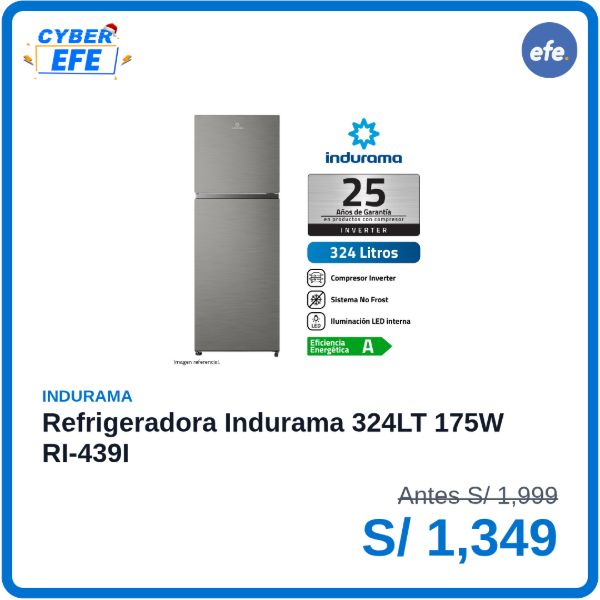 CYBER
EFE
efe.
indurama
25
Años de Garantía
en productos con compresor
INVERTER
324 Litros
Compresor Inverter
Sistema No Frost
LED
Iluminación LED interna
Eficiencia
Energética
A
Imagen referencial.
INDURAMA
Refrigeradora Indurama 324LT 175W
RI-439I
Antes S/ 1,999
S/ 1,349